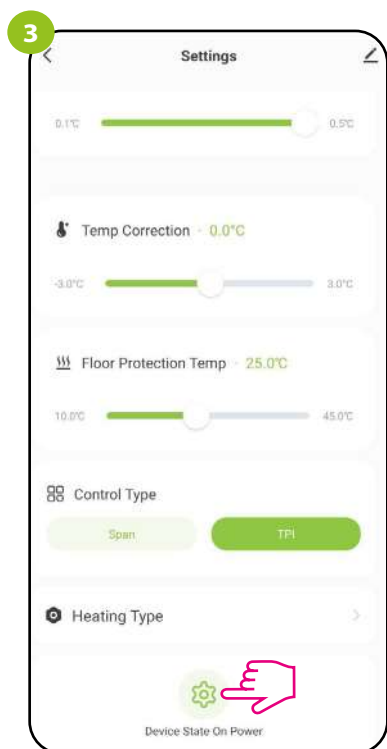 3
Settings
0.1°C 0.5°C
Temp Correction · 0.0°C
-3.0°C 3.0°C
Floor Protection Temp · 25.0°C
10.0°C 45.0°C
Control Type
Span TPI
Heating Type
Device State On Power